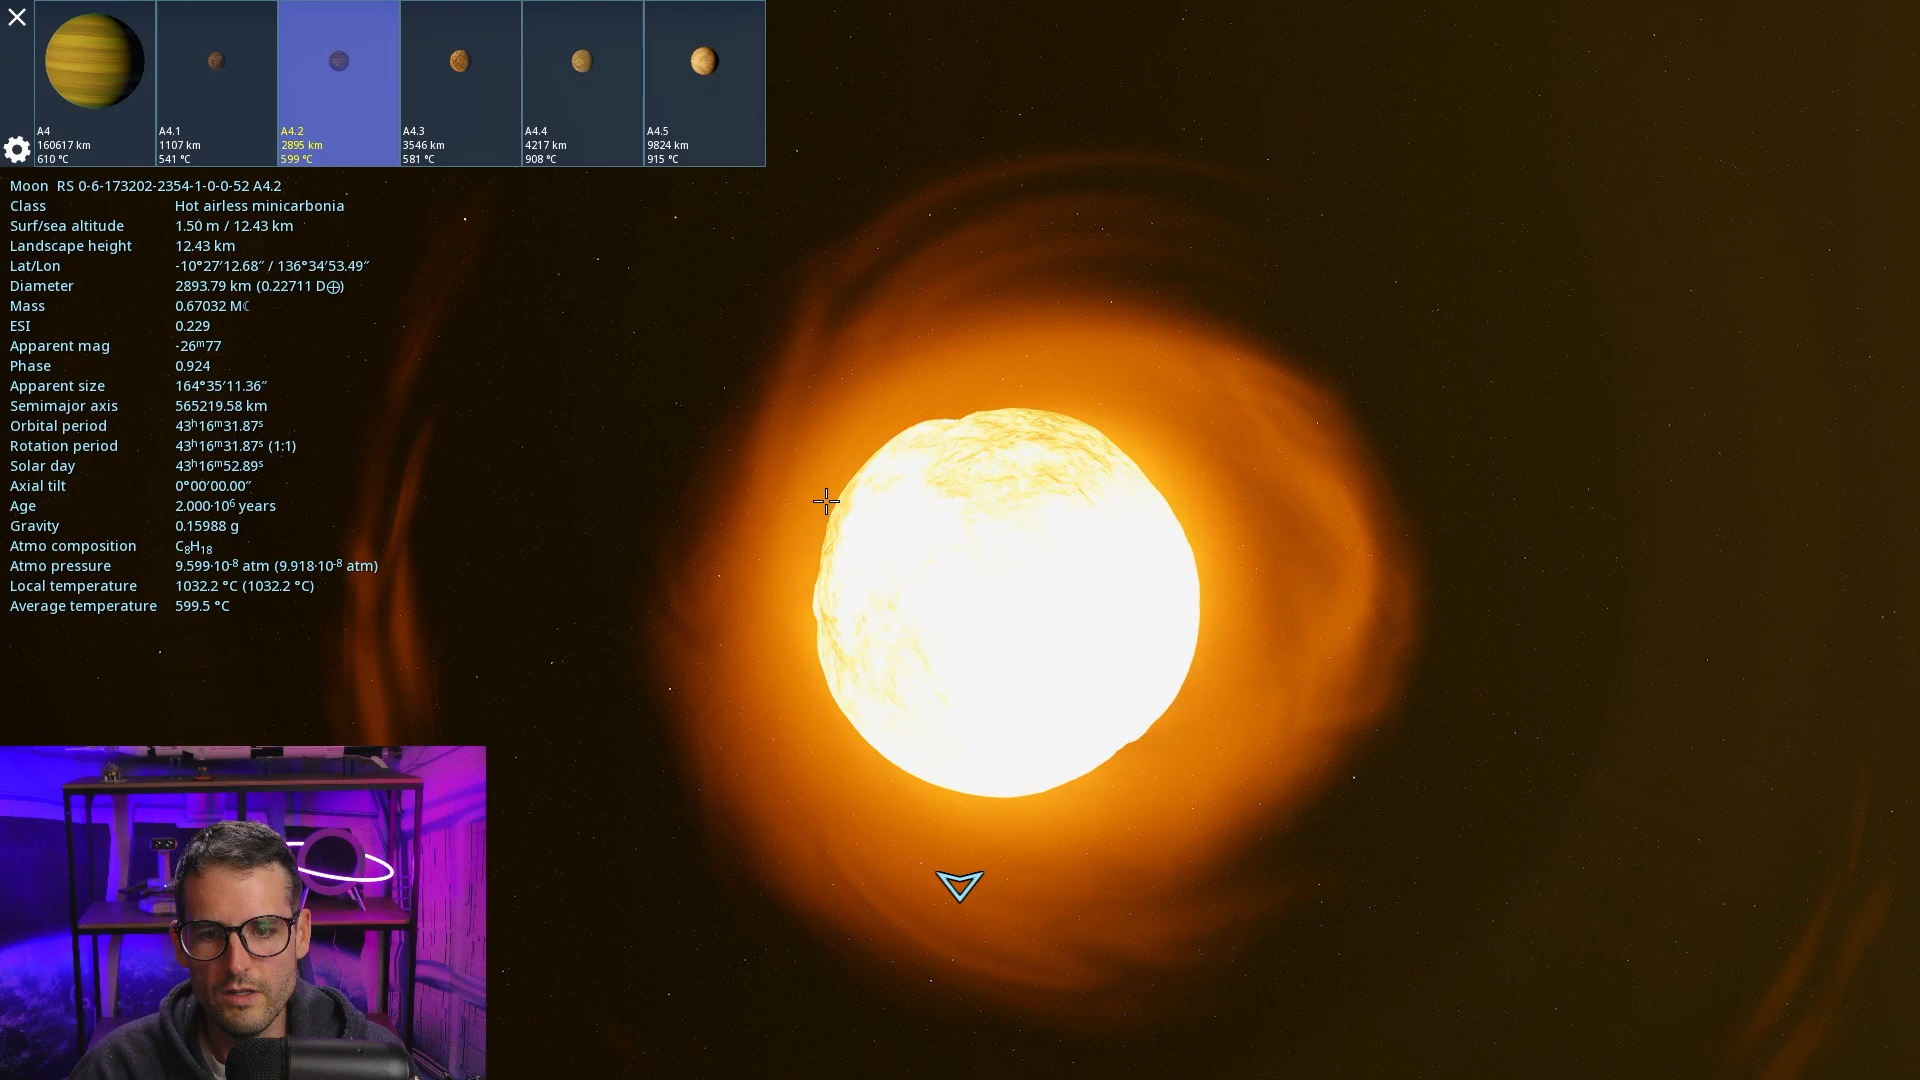 A4
160617 km
610 °C
A4.1
1107 km
541 °C
A4.2
2895 km
599 °C
A4.3
3546 km
581 °C
A4.4
4217 km
908 °C
A4.5
9824 km
915 °C
Moon RS 0-6-173202-2354-1-0-0-52 A4.2
Class Hot airless minicarbonia
Surf/sea altitude 1.50 m / 12.43 km
Landscape height 12.43 km
Lat/Lon -10°27′12.68″ / 136°34′53.49″
Diameter 2893.79 km (0.22711 D⊕)
Mass 0.67032 M☾
ESI 0.229
Apparent mag -26ᵐ77
Phase 0.924
Apparent size 164°35′11.36″
Semimajor axis 565219.58 km
Orbital period 43ʰ16ᵐ31.87ˢ
Rotation period 43ʰ16ᵐ31.87ˢ (1:1)
Solar day 43ʰ16ᵐ52.89ˢ
Axial tilt 0°00′00.00″
Age 2.000·10⁶ years
Gravity 0.15988 g
Atmo composition C₈H₁₈
Atmo pressure 9.599·10⁻⁸ atm (9.918·10⁻⁸ atm)
Local temperature 1032.2 °C (1032.2 °C)
Average temperature 599.5 °C